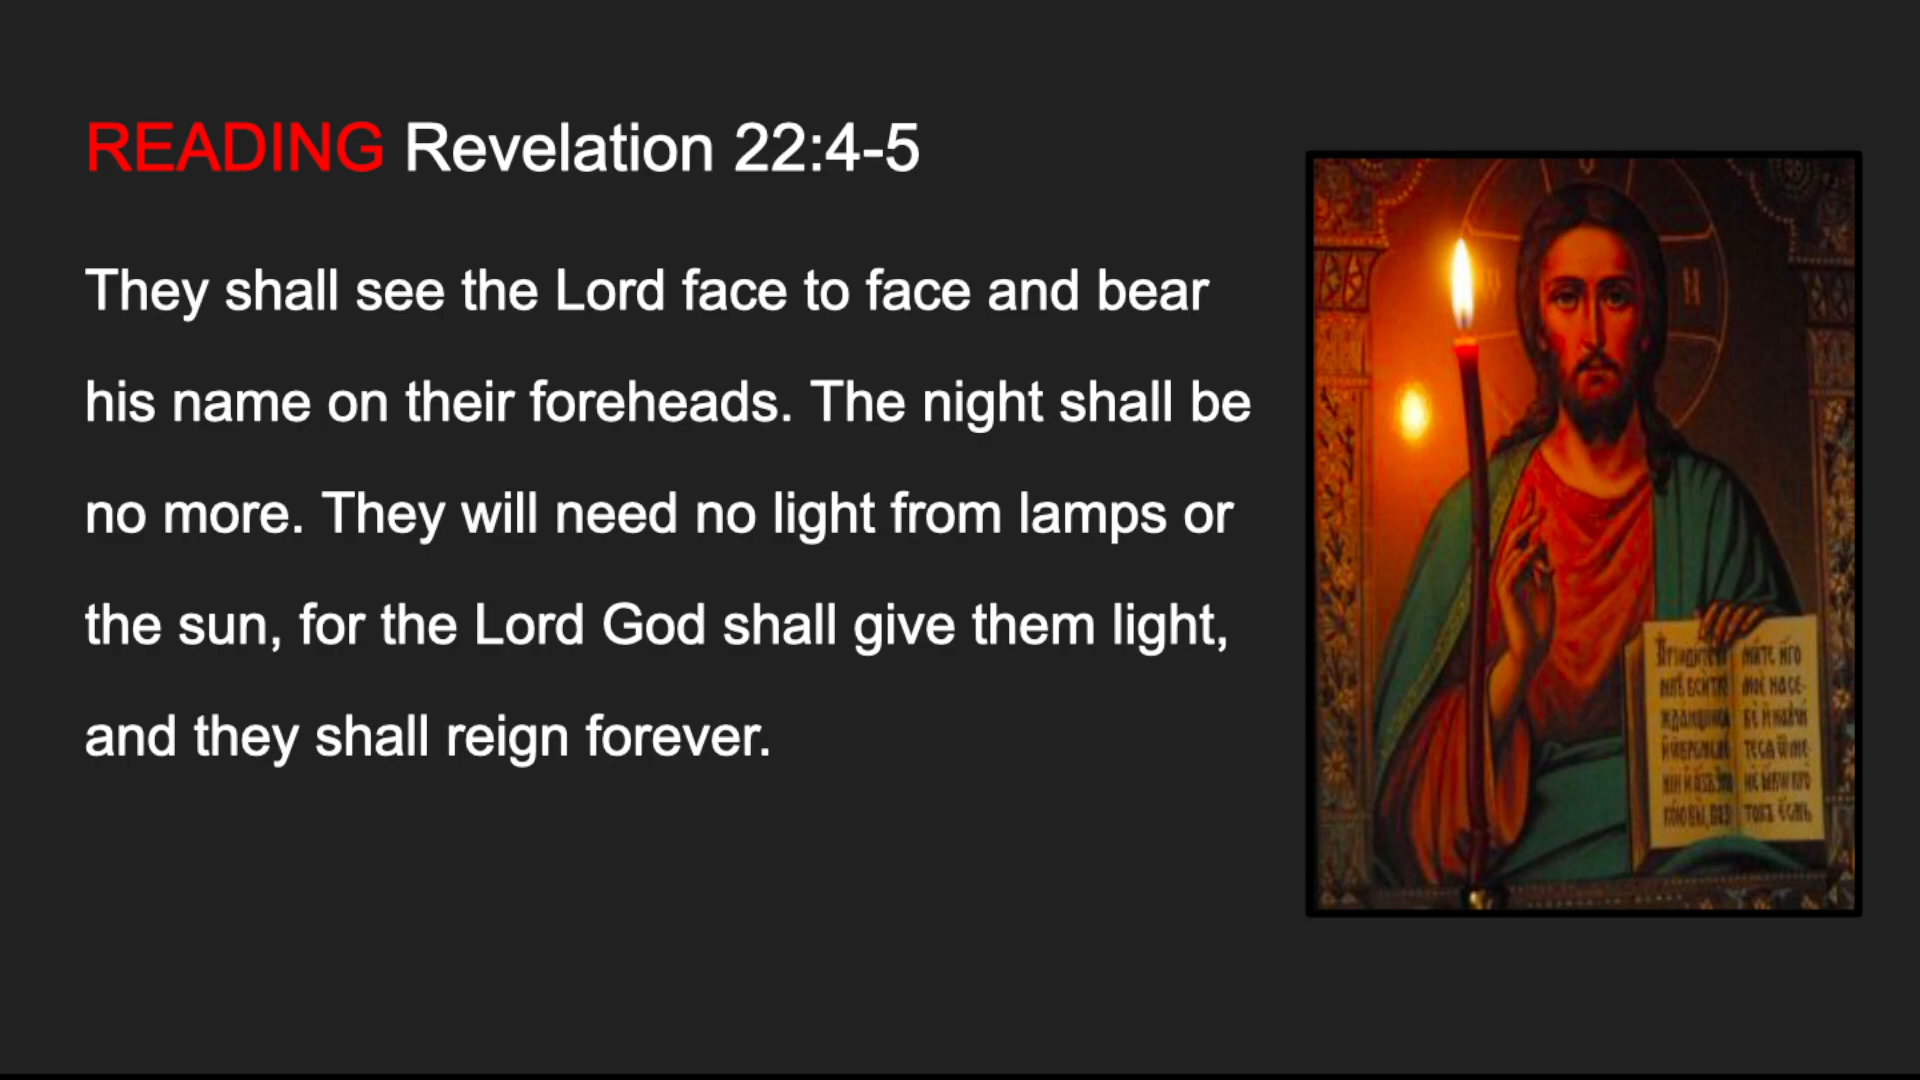 READING Revelation 22:4-5
They shall see the Lord face to face and bear
his name on their foreheads. The night shall be
no more. They will need no light from lamps or
the sun, for the Lord God shall give them light,
and they shall reign forever.